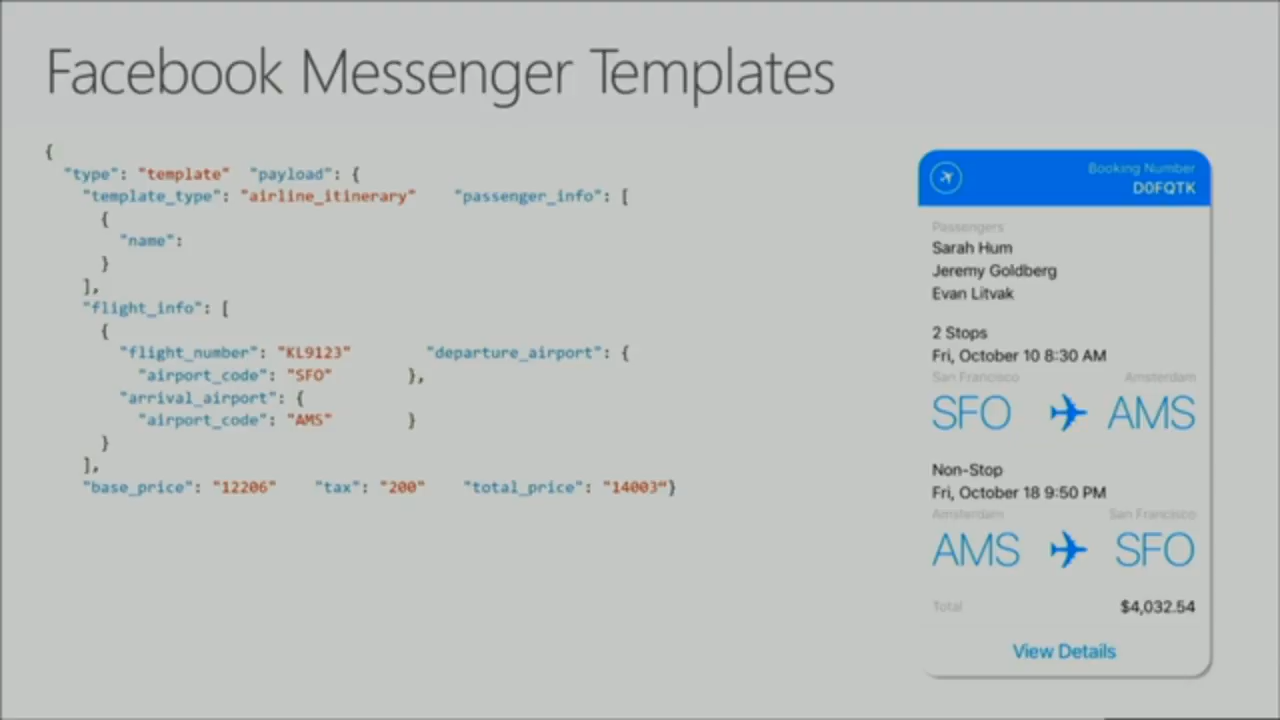 Facebook Messenger Templates
{
"type": "template" "payload": {
"template_type": "airline_itinerary" "passenger_info": [
{
"name":
}
],
"flight_info": [
{
"flight_number": "KL9123" "departure_airport": {
"airport_code": "SFO" },
"arrival_airport": {
"airport_code": "AMS" }
}
],
"base_price": "12206" "tax": "200" "total_price": "14003“}
Booking Number
D0FQTK
Passengers
Sarah Hum
Jeremy Goldberg
Evan Litvak
2 Stops
Fri, October 10 8:30 AM
San Francisco Amsterdam
SFO AMS
Non-Stop
Fri, October 18 9:50 PM
Amsterdam San Francisco
AMS SFO
Total $4,032.54
View Details